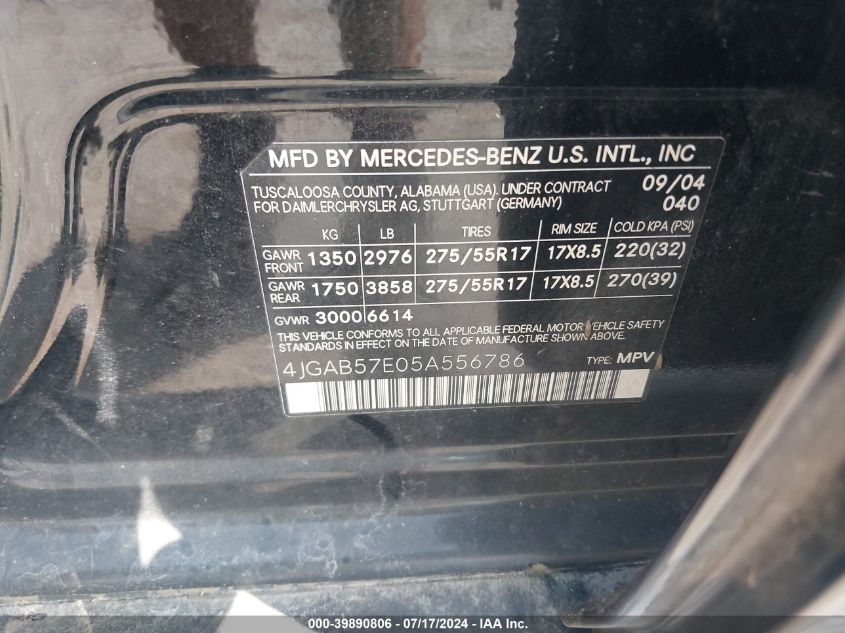 MFD BY MERCEDES-BENZ U.S. INTL., INC
TUSCALOOSA COUNTY, ALABAMA (USA). UNDER CONTRACT 09/04
FOR DAIMLERCHRYSLER AG, STUTTGART (GERMANY) 040
KG LB TIRES RIM SIZE COLD KPA (PSI)
GAWR FRONT 1350 2976 275/55R17 17X8.5 220(32)
GAWR REAR 1750 3858 275/55R17 17X8.5 270(39)
GVWR 3000 6614
THIS VEHICLE CONFORMS TO ALL APPLICABLE FEDERAL MOTOR VEHICLE SAFETY
STANDARDS IN EFFECT ON THE DATE OF MANUFACTURE SHOWN ABOVE.
4JGAB57E05A556786 TYPE: MPV
000-39890806 - 07/17/2024 - IAA Inc.